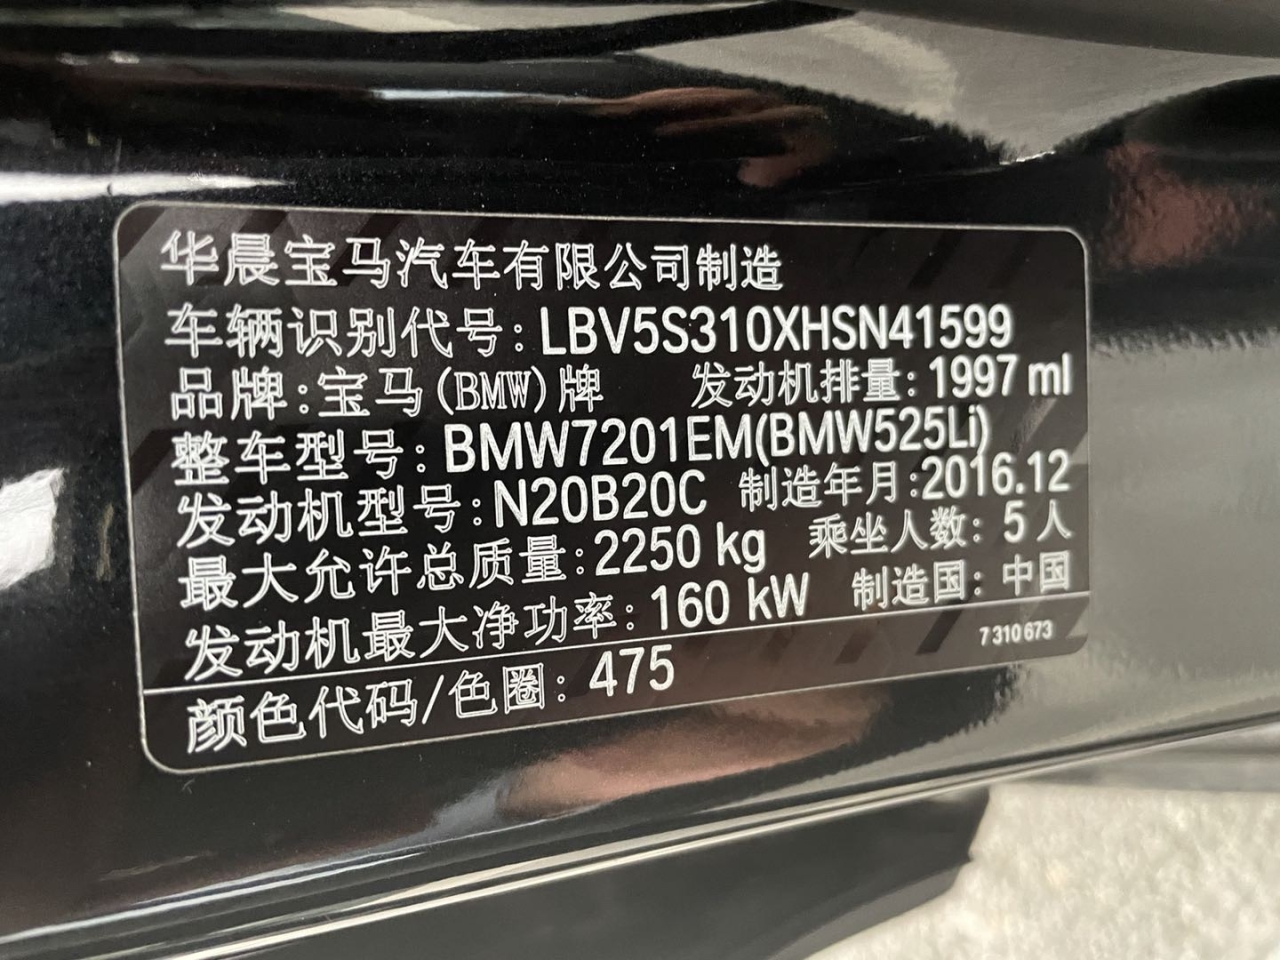 华晨宝马汽车有限公司制造
车辆识别代号: LBV5S310XHSN41599
品牌: 宝马(BMW)牌 发动机排量: 1997 ml
整车型号: BMW7201EM(BMW525Li)
发动机型号: N20B20C 制造年月: 2016.12
最大允许总质量: 2250 kg 乘坐人数: 5 人
发动机最大净功率: 160 kW 制造国: 中国
7 310 673
颜色代码/色圈: 475